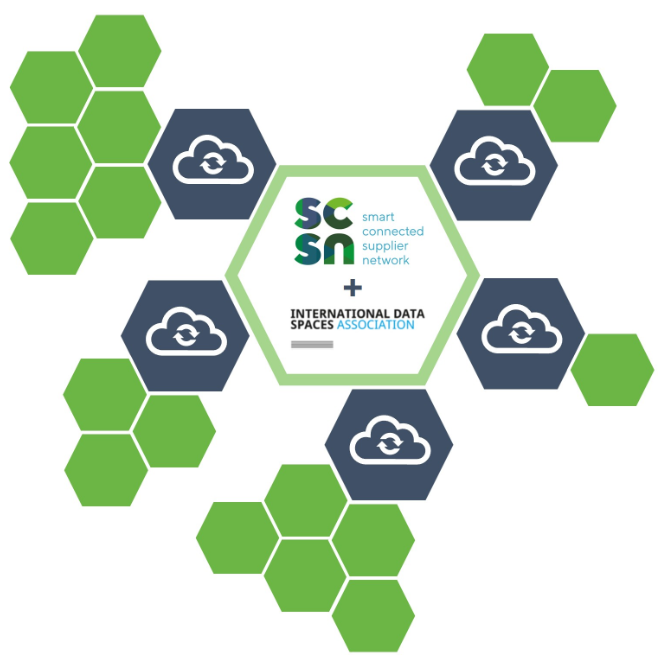 SC
SN
smart
connected
supplier
network
+
INTERNATIONAL DATA
SPACES ASSOCIATION